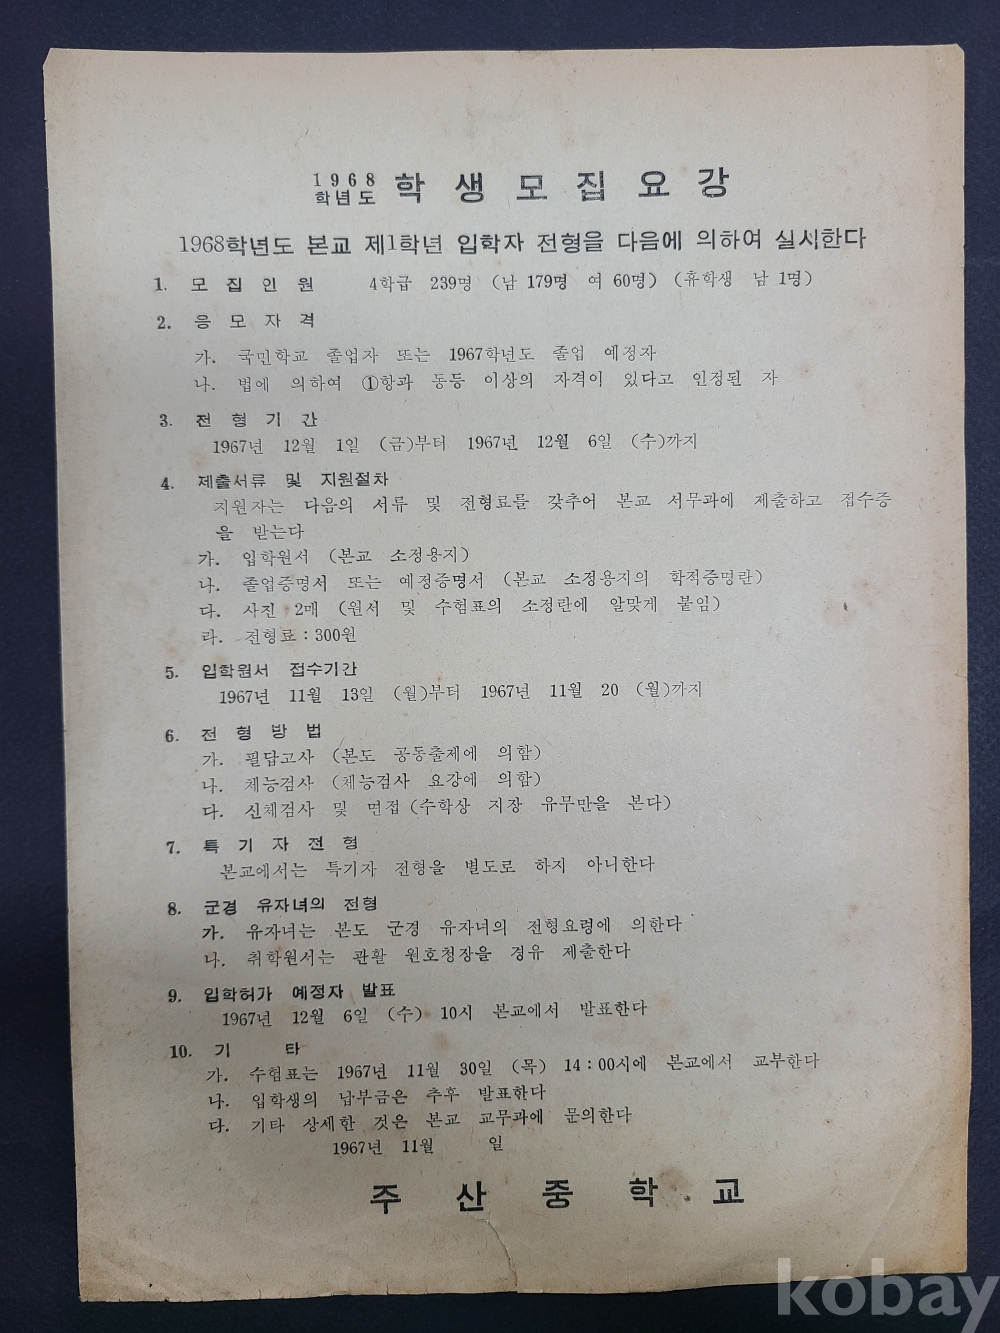 1968
학년도 학생모집요강
1968학년도 본교 제1학년 입학자 전형을 다음에 의하여 실시한다
1. 모집인원 4학급 239명 (남 179명 여 60명) (휴학생 남 1명)
2. 응모자격
가. 국민학교 졸업자 또는 1967학년도 졸업 예정자
나. 법에 의하여 ①항과 동등 이상의 자격이 있다고 인정된 자
3. 전형기간
1967년 12월 1일 (금)부터 1967년 12월 6일 (수)까지
4. 제출서류 및 지원절차
지원자는 다음의 서류 및 전형료를 갖추어 본교 서무과에 제출하고 접수증
을 받는다
가. 입학원서 (본교 소정용지)
나. 졸업증명서 또는 예정증명서 (본교 소정용지의 학적증명란)
다. 사진 2매 (원서 및 수험표의 소정란에 알맞게 붙임)
라. 전형료 : 300원
5. 입학원서 접수기간
1967년 11월 13일 (월)부터 1967년 11월 20 (월)까지
6. 전형방법
가. 필답고사 (본도 공동출제에 의함)
나. 체능검사 (체능검사 요강에 의함)
다. 신체검사 및 면접 (수학상 지장 유무만을 본다)
7. 특기자전형
본교에서는 특기자 전형을 별도로 하지 아니한다
8. 군경 유자녀의 전형
가. 유자녀는 본도 군경 유자녀의 전형요령에 의한다
나. 취학원서는 관활 원호청장을 경유 제출한다
9. 입학허가 예정자 발표
1967년 12월 6일 (수) 10시 본교에서 발표한다
10. 기 타
가. 수험표는 1967년 11월 30일 (목) 14 : 00시에 본교에서 교부한다
나. 입학생의 납부금은 추후 발표한다
다. 기타 상세한 것은 본교 교무과에 문의한다
1967년 11월 일
주산중학교
kobay